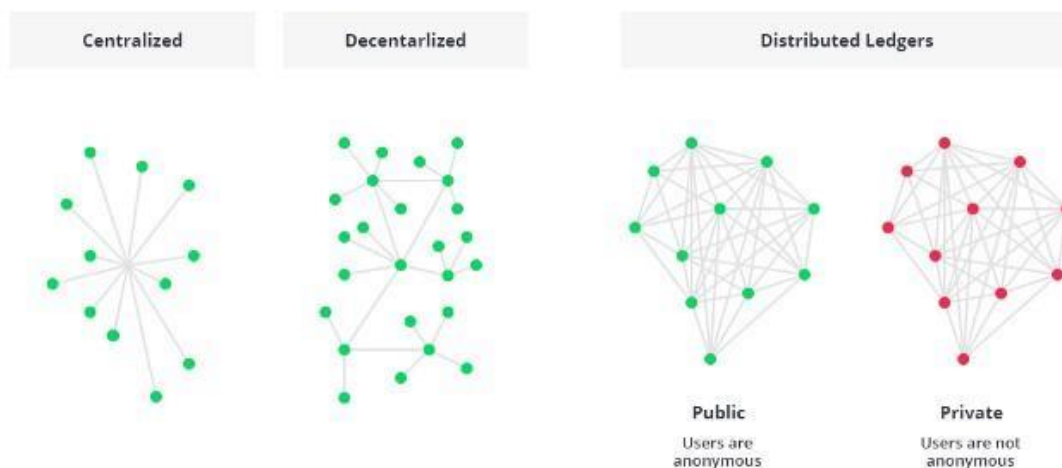 Centralized
Decentarlized
Distributed Ledgers
Public
Users are
anonymous
Private
Users are not
anonymous